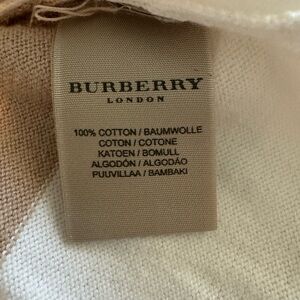 BURBERRY
LONDON
100% COTTON / BAUMWOLLE
COTON / COTONE
KATOEN / BOMULL
ALGODÓN / ALGODÃO
PUUVILLAA / BAMBAKI